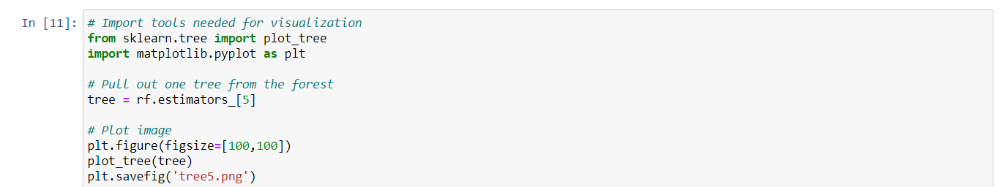 In [11]: # Import tools needed for visualization
from sklearn.tree import plot_tree
import matplotlib.pyplot as plt
# Pull out one tree from the forest
tree = rf.estimators_[5]
# Plot image
plt.figure(figsize=[100,100])
plot_tree(tree)
plt.savefig('tree5.png')